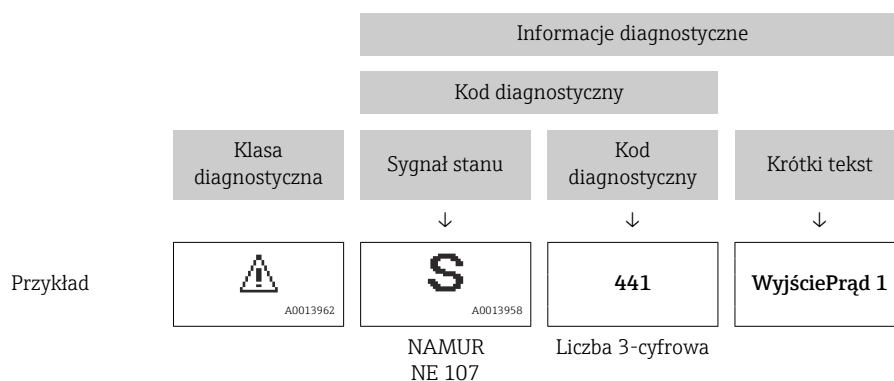 Informacje diagnostyczne
Kod diagnostyczny
Klasa
diagnostyczna
Sygnał stanu
Kod
diagnostyczny
Krótki tekst
↓ ↓ ↓
Przykład
A0013962
S
A0013958
441
WyjściePrąd 1
NAMUR
NE 107
Liczba 3-cyfrowa